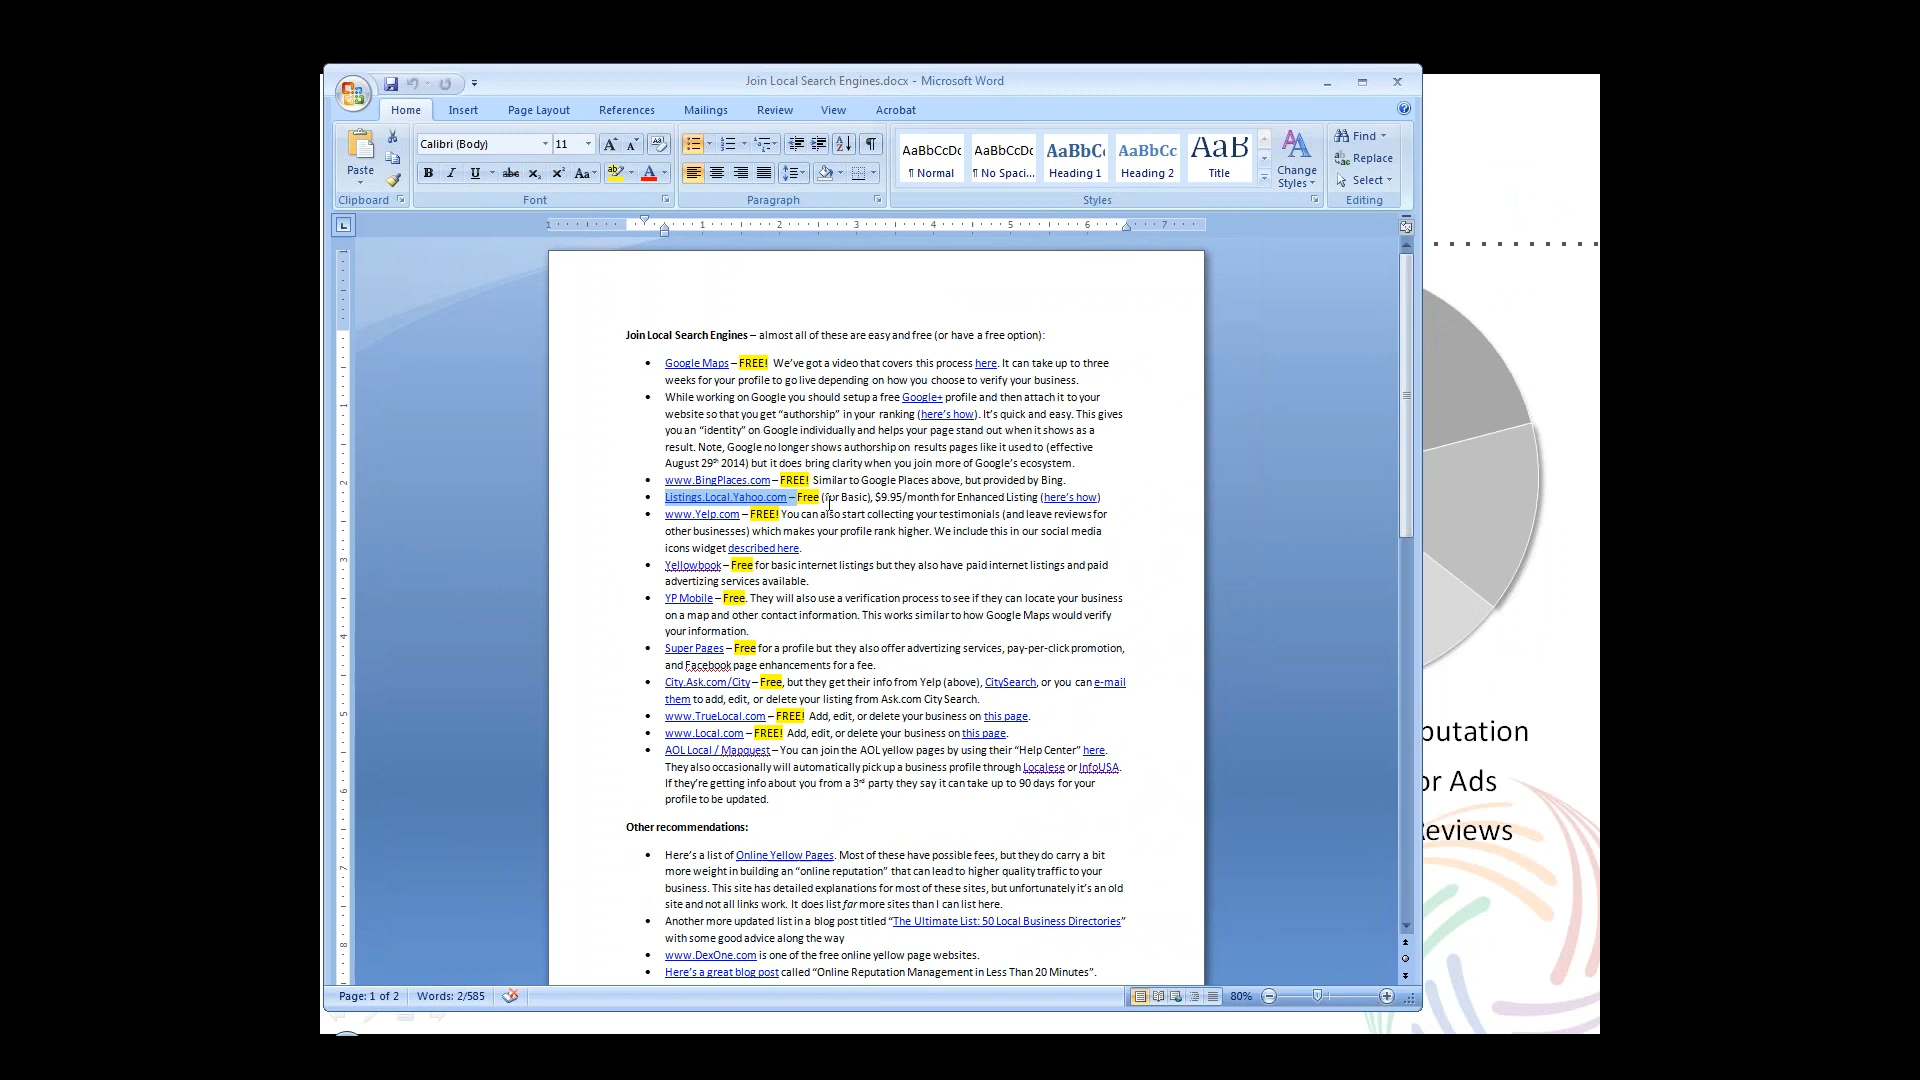 Join Local Search Engines.docx - Microsoft Word
Home Insert Page Layout References Mailings Review View Acrobat
Calibri (Body) 11
Find
Paste
AaBbCcDc AaBbCcDc AaBbC AaBbCc AaB
Replace
¶ Normal ¶ No Spaci... Heading 1 Heading 2 Title
Change Styles
Select
Clipboard Font Paragraph Styles Editing
Join Local Search Engines – almost all of these are easy and free (or have a free option):
• Google Maps – FREE! We've got a video that covers this process here. It can take up to three
weeks for your profile to go live depending on how you choose to verify your business.
• While working on Google you should setup a free Google+ profile and then attach it to your
website so that you get “authorship” in your ranking (here's how). It's quick and easy. This gives
you an “identity” on Google individually and helps your page stand out when it shows as a
result. Note, Google no longer shows authorship on results pages like it used to (effective
August 29th 2014) but it does bring clarity when you join more of Google's ecosystem.
• www.BingPlaces.com – FREE! Similar to Google Places above, but provided by Bing.
• Listings.Local.Yahoo.com – Free (for Basic), $9.95/month for Enhanced Listing (here's how)
• www.Yelp.com – FREE! You can also start collecting your testimonials (and leave reviews for
other businesses) which makes your profile rank higher. We include this in our social media
icons widget described here.
• Yellowbook – Free for basic internet listings but they also have paid internet listings and paid
advertizing services available.
• YP Mobile – Free. They will also use a verification process to see if they can locate your business
on a map and other contact information. This works similar to how Google Maps would verify
your information.
• Super Pages – Free for a profile but they also offer advertizing services, pay-per-click promotion,
and Facebook page enhancements for a fee.
• City.Ask.com/City – Free, but they get their info from Yelp (above), CitySearch, or you can e-mail
them to add, edit, or delete your listing from Ask.com City Search.
• www.TrueLocal.com – FREE! Add, edit, or delete your business on this page.
• www.Local.com – FREE! Add, edit, or delete your business on this page.
• AOL Local / Mapquest – You can join the AOL yellow pages by using their “Help Center” here.
They also occasionally will automatically pick up a business profile through Localese or InfoUSA.
If they're getting info about you from a 3rd party they say it can take up to 90 days for your
profile to be updated.
Other recommendations:
• Here's a list of Online Yellow Pages. Most of these have possible fees, but they do carry a bit
more weight in building an “online reputation” that can lead to higher quality traffic to your
business. This site has detailed explanations for most of these sites, but unfortunately it's an old
site and not all links work. It does list far more sites than I can list here.
• Another more updated list in a blog post titled “The Ultimate List: 50 Local Business Directories”
with some good advice along the way
• www.DexOne.com is one of the free online yellow page websites.
• Here's a great blog post called “Online Reputation Management in Less Than 20 Minutes”.
putation
or Ads
Reviews
Page: 1 of 2 Words: 2/585 80%